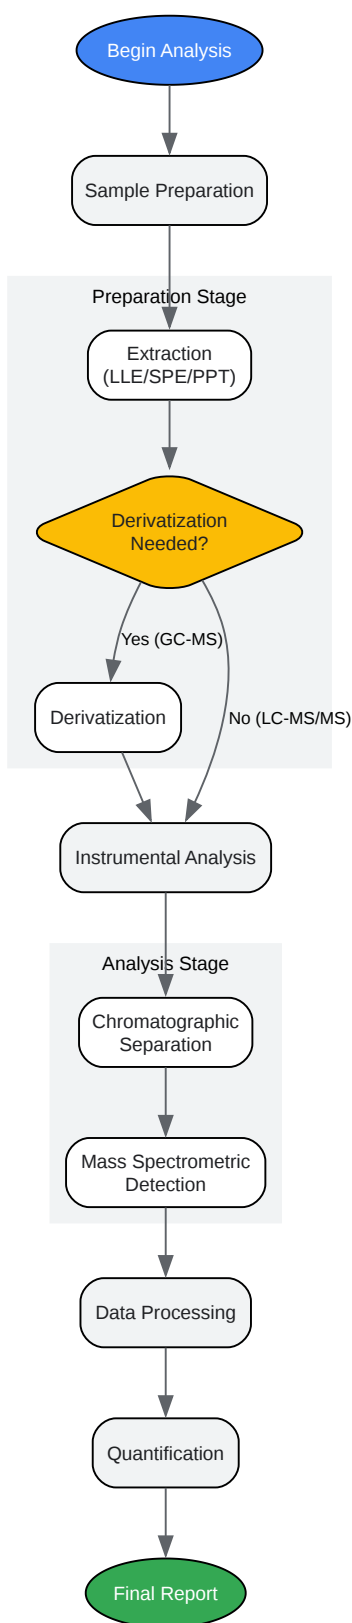 Begin Analysis
Sample Preparation
Preparation Stage
Extraction
(LLE/SPE/PPT)
Derivatization
Needed?
Yes (GC-MS)
Derivatization
No (LC-MS/MS)
Instrumental Analysis
Analysis Stage
Chromatographic
Separation
Mass Spectrometric
Detection
Data Processing
Quantification
Final Report